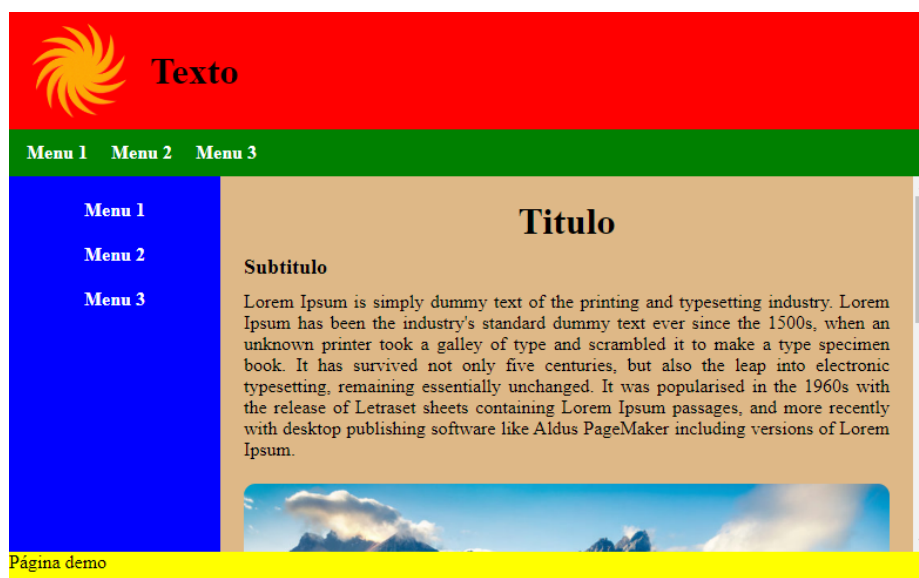 Texto
Menu 1 Menu 2 Menu 3
Menu 1
Menu 2
Menu 3
Titulo
Subtitulo
Lorem Ipsum is simply dummy text of the printing and typesetting industry. Lorem
Ipsum has been the industry's standard dummy text ever since the 1500s, when an
unknown printer took a galley of type and scrambled it to make a type specimen
book. It has survived not only five centuries, but also the leap into electronic
typesetting, remaining essentially unchanged. It was popularised in the 1960s with
the release of Letraset sheets containing Lorem Ipsum passages, and more recently
with desktop publishing software like Aldus PageMaker including versions of Lorem
Ipsum.
Página demo